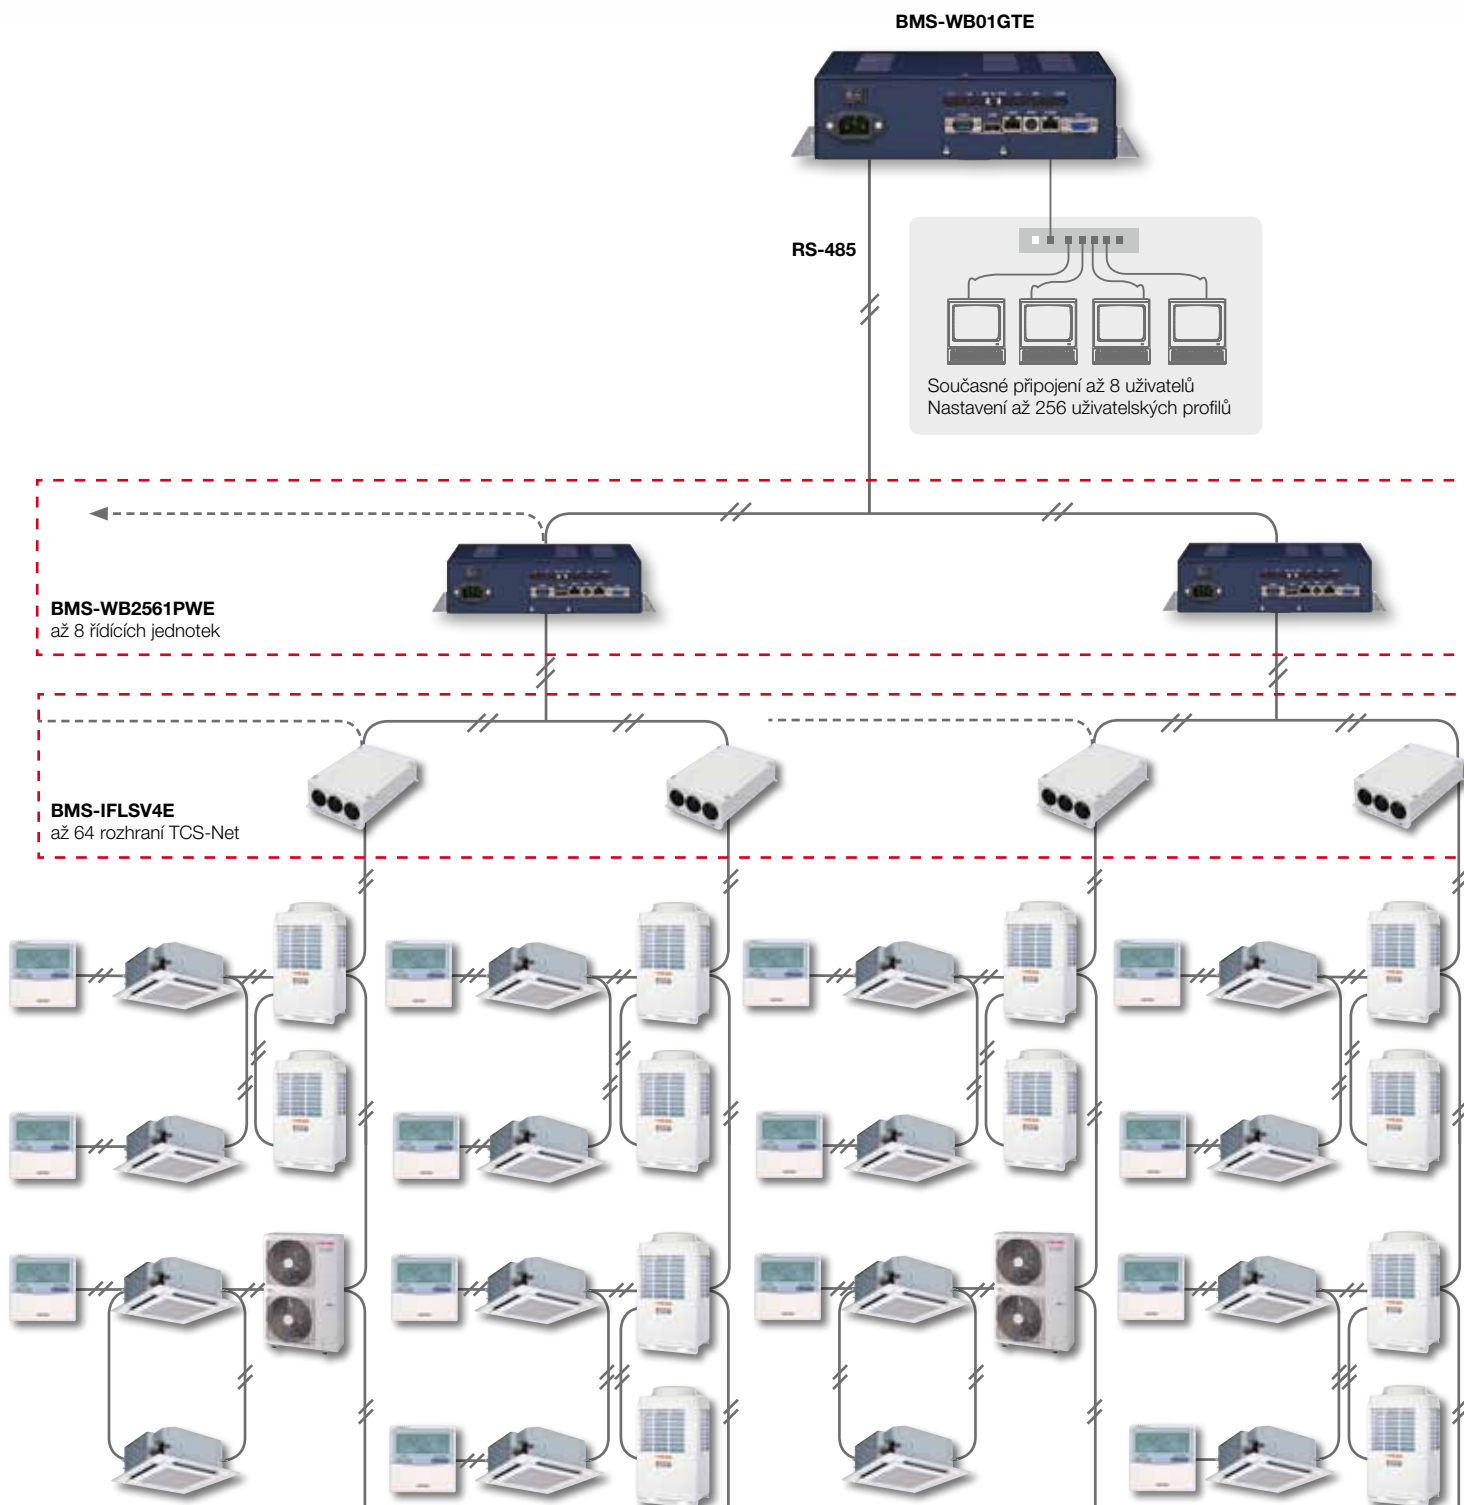 BMS-WB01GTE
RS-485
Současné připojení až 8 uživatelů
Nastavení až 256 uživatelských profilů
BMS-WB2561PWE
až 8 řídících jednotek
BMS-IFLSV4E
až 64 rozhraní TCS-Net